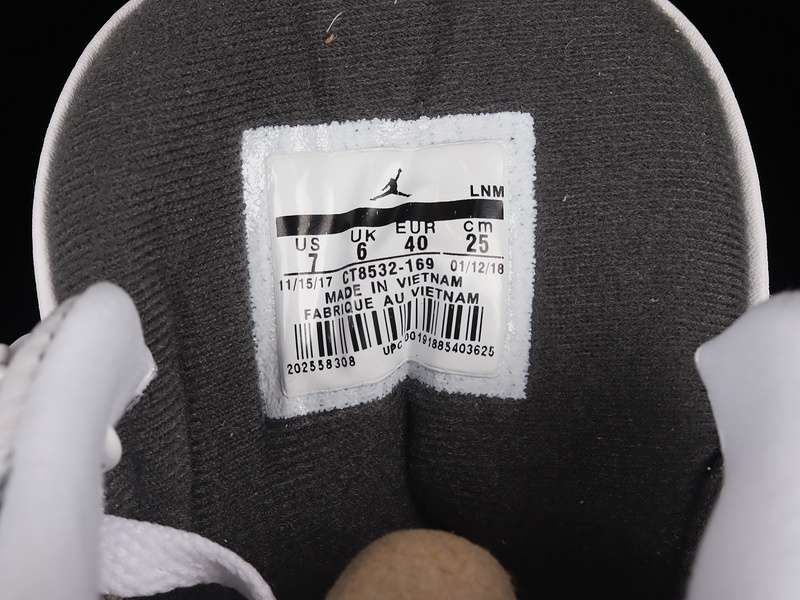 LNM
US UK EUR cm
7 6 40 25
11/15/17 CT8532-169 01/12/18
MADE IN VIETNAM
FABRIQUE AU VIETNAM
202558308 UPC 00191885403625